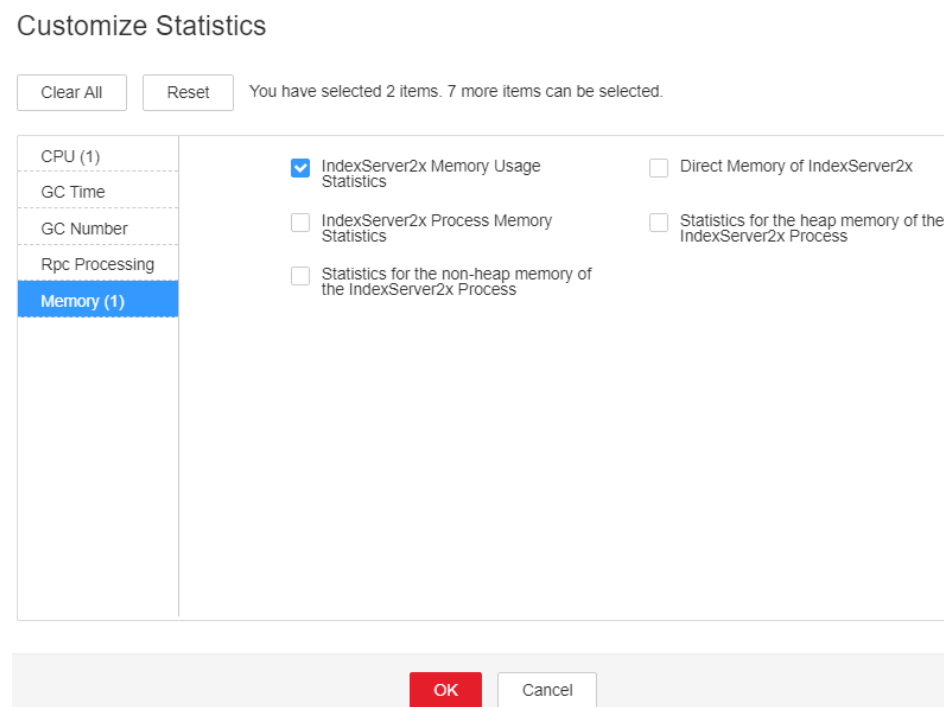 Customize Statistics
Clear All
Reset
You have selected 2 items. 7 more items can be selected.
CPU (1)
GC Time
GC Number
Rpc Processing
Memory (1)
IndexServer2x Memory Usage
Statistics
Direct Memory of IndexServer2x
IndexServer2x Process Memory
Statistics
Statistics for the heap memory of the
IndexServer2x Process
Statistics for the non-heap memory of
the IndexServer2x Process
OK
Cancel